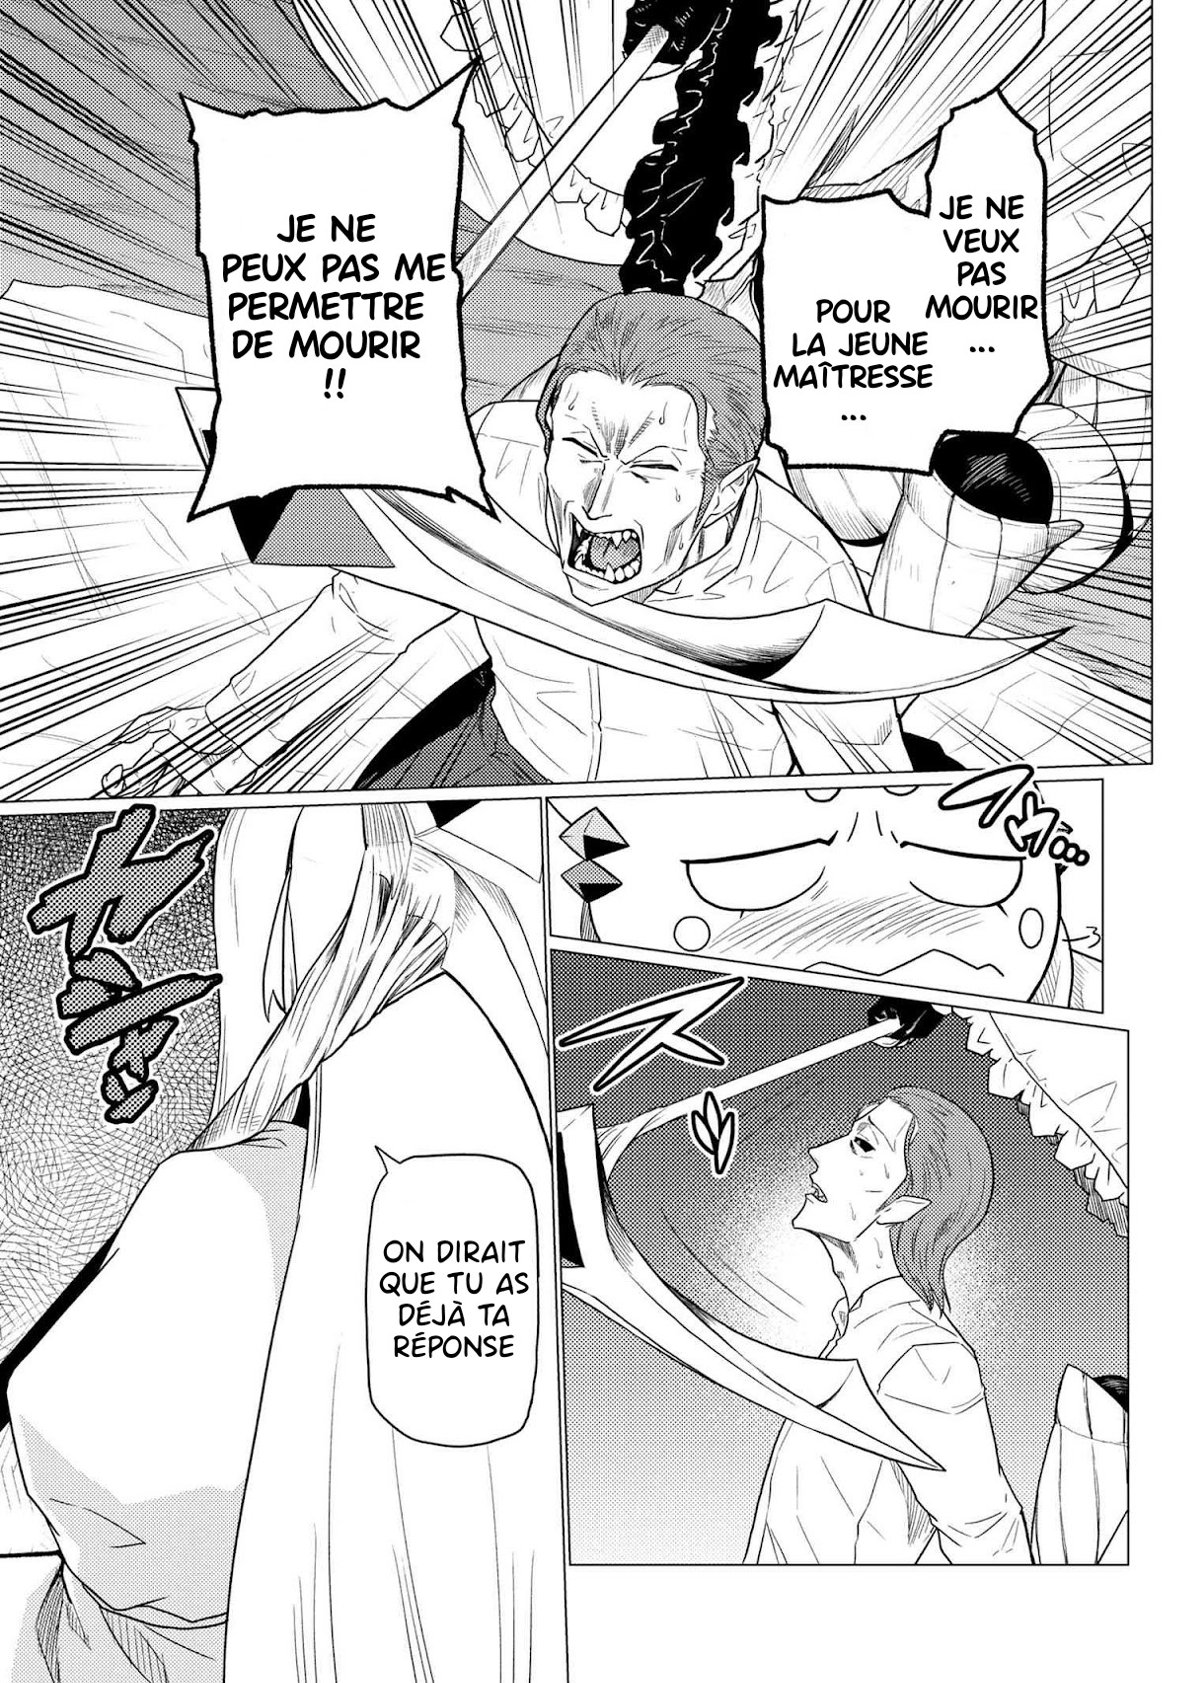 JE NE
VEUX
PAS
MOURIR
...
POUR
LA JEUNE
MAÎTRESSE
...
JE NE
PEUX PAS ME
PERMETTRE
DE MOURIR
!!
ON DIRAIT
QUE TU AS
DÉJÀ TA
RÉPONSE